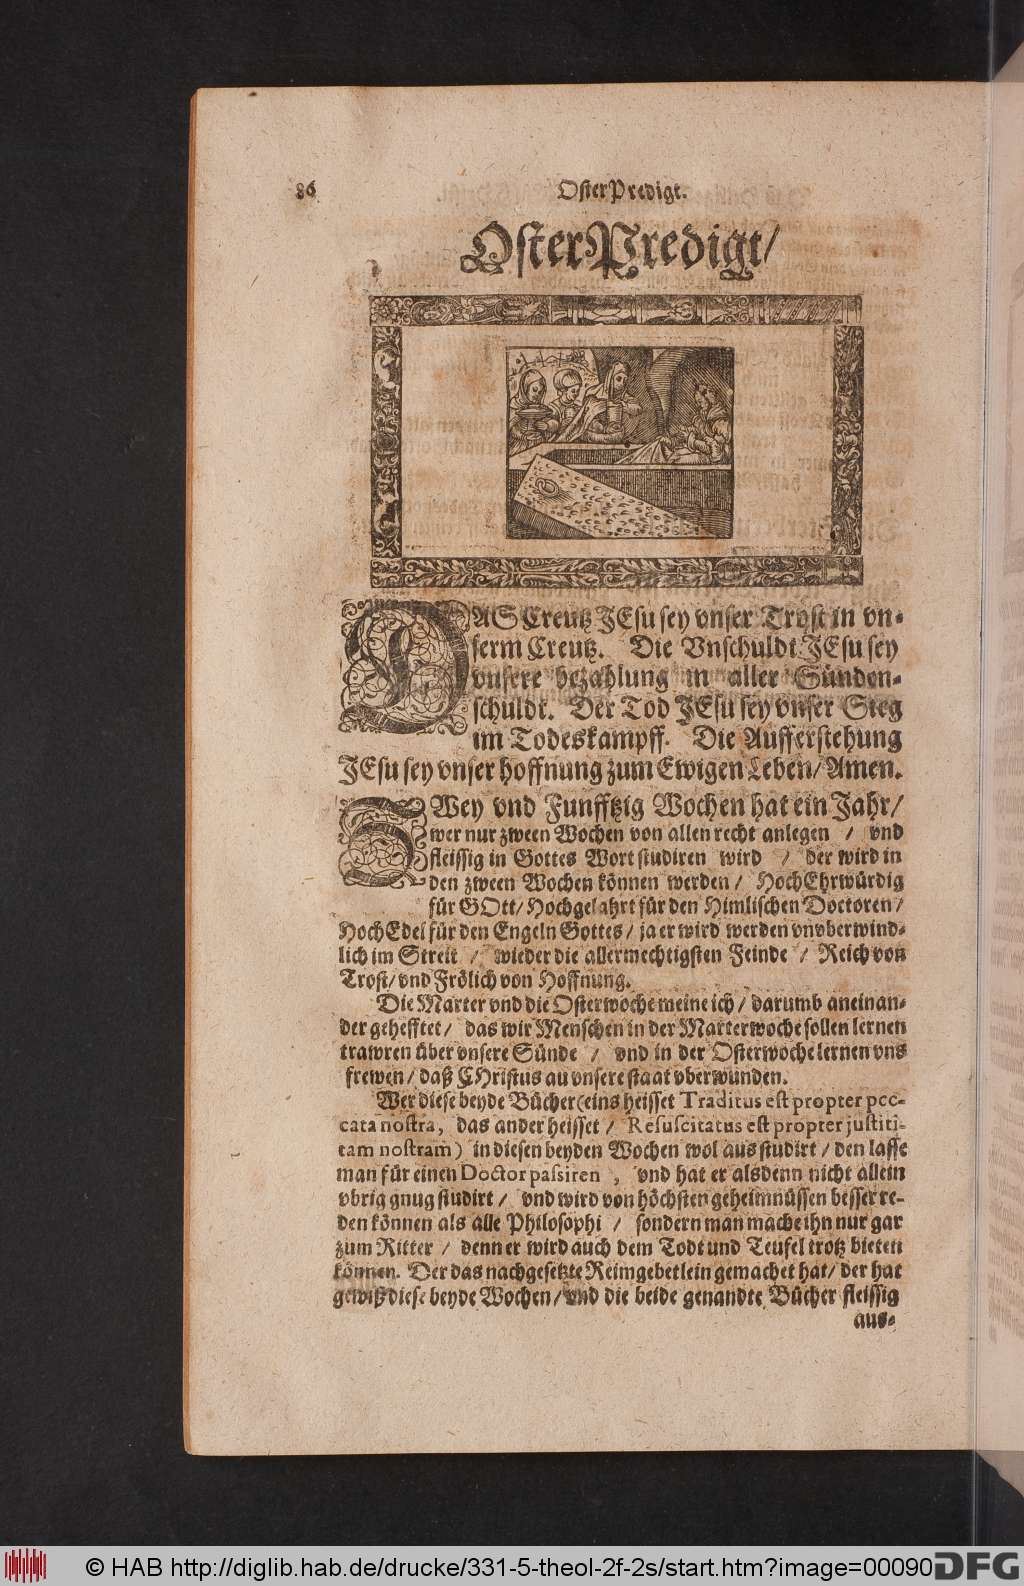 86
OsterPredigt.
OsterPredigt/
DAS Creutz JEsu sey vnser Trost in vn-
serm Creutz. Die Vnschuldt JEsu sey
vnsere bezahlung in aller Sünden-
schuldt. Der Tod JEsu sey vnser Sieg
im Todeskampff. Die Aufferstehung
JEsu sey vnser hoffnung zum Ewigen Leben/ Amen.
ZWey vnd Funfftzig Wochen hat ein Jahr/
wer nur zween Wochen von allen recht anlegen / vnd
fleissig in Gottes Wort studiren wird / der wird in
den zween Wochen können werden / HochEhrwürdig
für GOtt/ Hochgelahrt für den Himlischen Doctoren/
HochEdel für den Engeln Gottes / ja er wird werden vnvberwind-
lich im Streit / wieder die allermechtigsten Feinde / Reich von
Trost/ vnd Frölich von Hoffnung.
Die Marter vnd die Osterwoche meine ich / darumb aneinan-
der gehefftet / das wir Menschen in der Marterwoche sollen lernen
trawren über vnsere Sünde / vnd in der Osterwoche lernen vns
frewen / daß CHristus an vnsere staat vberwunden.
Wer diese beyde Bücher (eins heisset Traditus est propter pec-
cata nostra, das ander heisset / Resuscitatus est propter justiti-
tam nostram) in diesen beyden Wochen wol aus studirt / den lasse
man für einen Doctor passiren , vnd hat er alsdenn nicht allein
vbrig gnug studirt / vnd wird von höchsten geheimnüssen besser re-
den können als alle Philosophi / sondern man mache ihn nur gar
zum Ritter / denn er wird auch dem Todt und Teufel trotz bieten
können. Der das nachgesetzte Reimgebetlein gemachet hat/ der hat
gewiß diese beyde Wochen / vnd die beide genandte Bücher fleissig
aus-
© HAB http://diglib.hab.de/drucke/331-5-theol-2f-2s/start.htm?image=00090
DFG